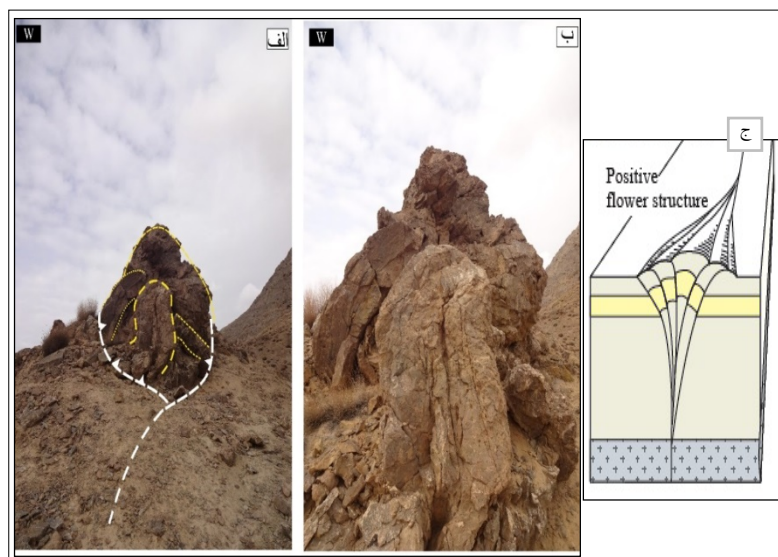 W
الف
W
ب
ج
Positive
flower structure